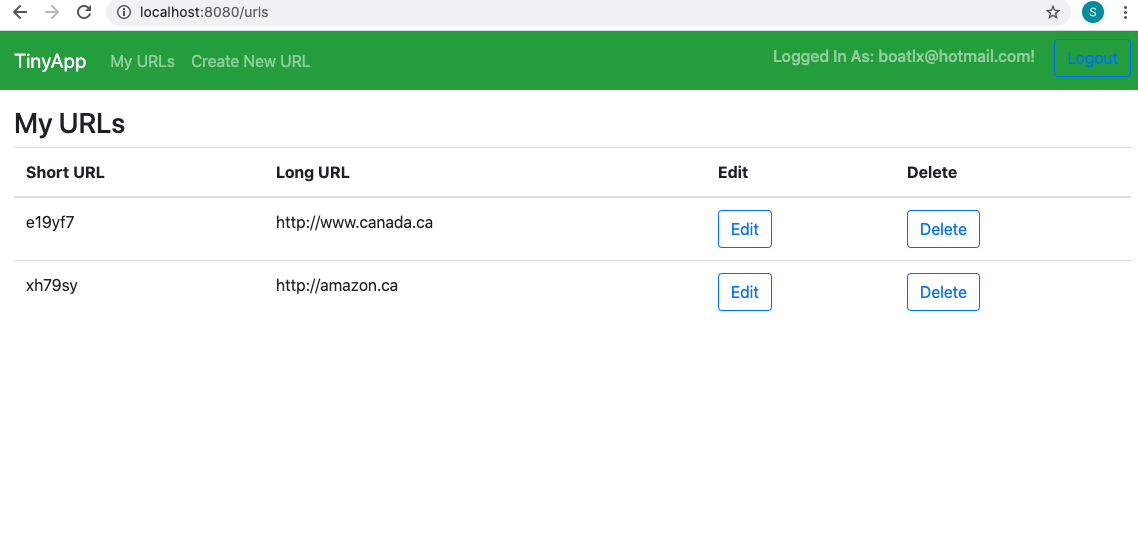 localhost:8080/urls S
TinyApp My URLs Create New URL Logged In As: boatlx@hotmail.com! Logout
My URLs
Short URL Long URL Edit Delete
e19yf7 http://www.canada.ca Edit Delete
xh79sy http://amazon.ca Edit Delete